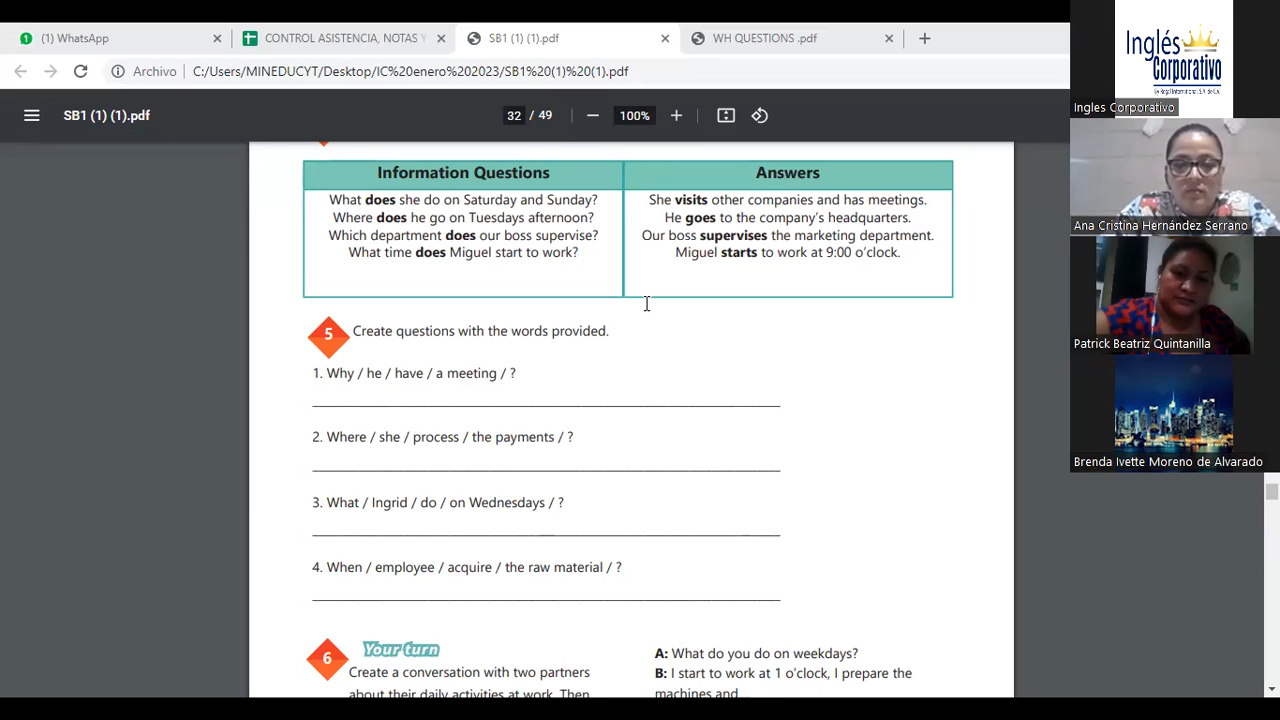 (1) WhatsApp
CONTROL ASISTENCIA, NOTAS Y
SB1 (1) (1).pdf
WH QUESTIONS .pdf
Archivo
C:/Users/MINEDUCYT/Desktop/IC%20enero%202023/SB1%20(1)%20(1).pdf
SB1 (1) (1).pdf
32 / 49
100%
Information Questions
Answers
What does she do on Saturday and Sunday?
Where does he go on Tuesdays afternoon?
Which department does our boss supervise?
What time does Miguel start to work?
She visits other companies and has meetings.
He goes to the company's headquarters.
Our boss supervises the marketing department.
Miguel starts to work at 9:00 o'clock.
5
Create questions with the words provided.
1. Why / he / have / a meeting / ?
2. Where / she / process / the payments / ?
3. What / Ingrid / do / on Wednesdays / ?
4. When / employee / acquire / the raw material / ?
6
Your turn
Create a conversation with two partners
about their daily activities at work. Then
A: What do you do on weekdays?
B: I start to work at 1 o'clock, I prepare the
machines and...
Inglés
Corporativo
Ingles Corporativo
Ana Cristina Hernández Serrano
Patrick Beatriz Quintanilla
Brenda Ivette Moreno de Alvarado